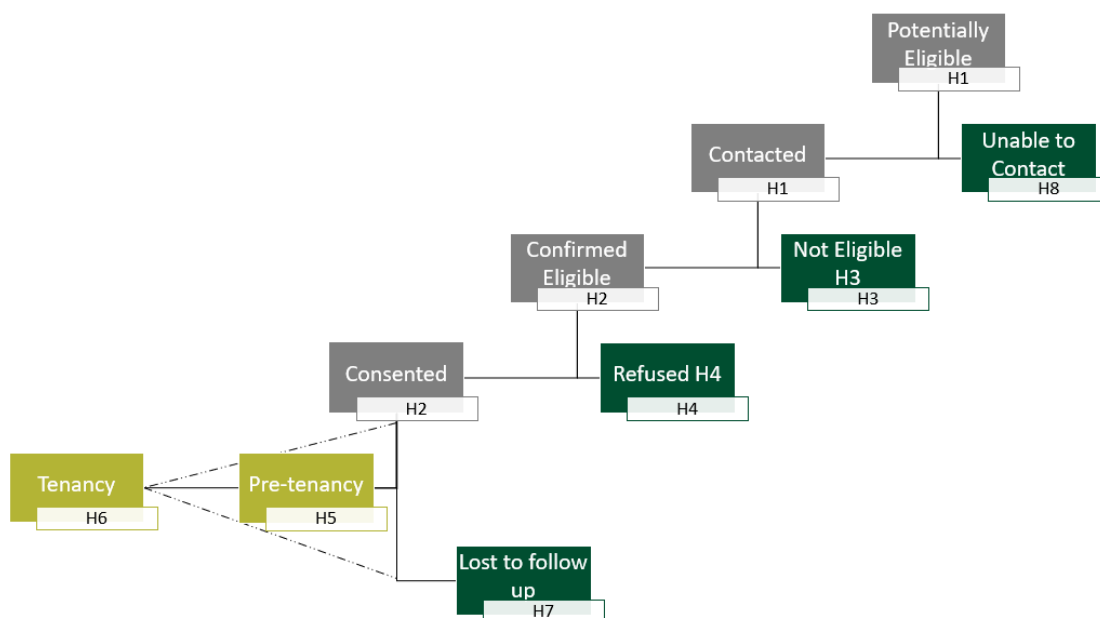 Potentially
Eligible
H1
Contacted
H1
Unable to
Contact
H8
Confirmed
Eligible
H2
Not Eligible
H3
H3
Consented
H2
Refused H4
H4
Tenancy
H6
Pre-tenancy
H5
Lost to follow
up
H7